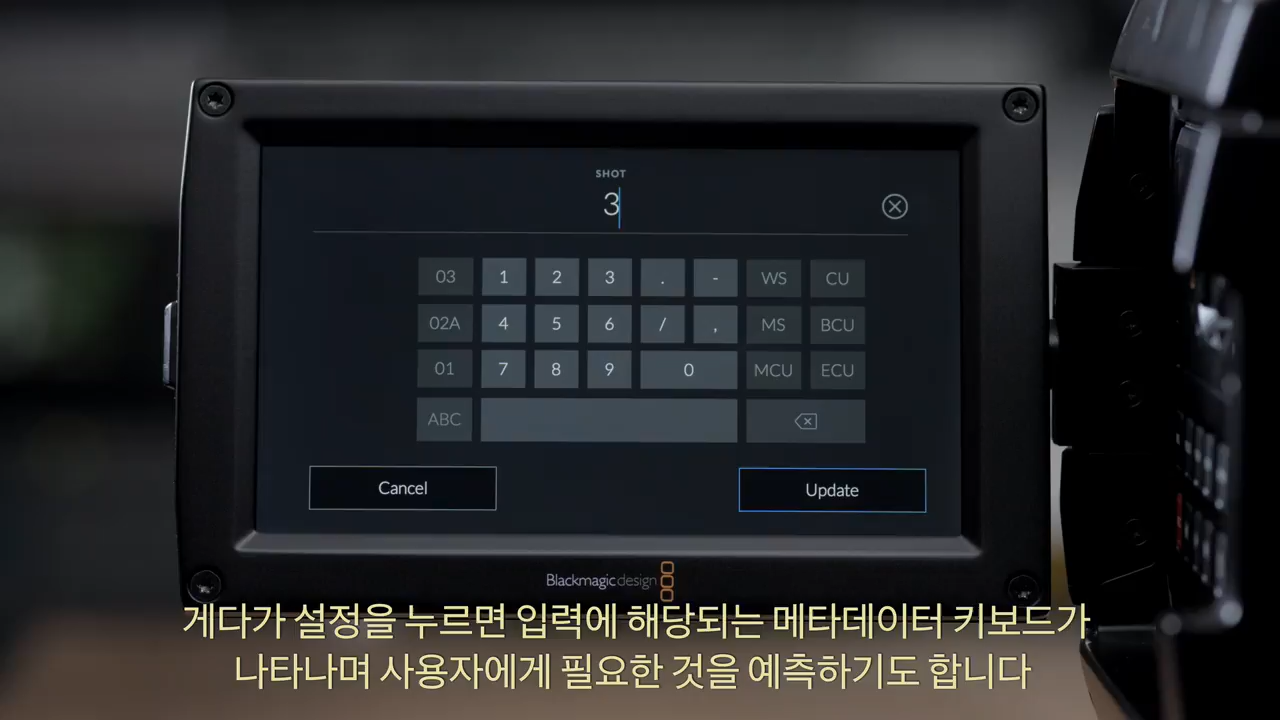 SHOT
3
03 1 2 3 . - WS CU
02A 4 5 6 / , MS BCU
01 7 8 9 0 MCU ECU
ABC
Cancel Update
Blackmagicdesign
게다가 설정을 누르면 입력에 해당되는 메타데이터 키보드가
나타나며 사용자에게 필요한 것을 예측하기도 합니다